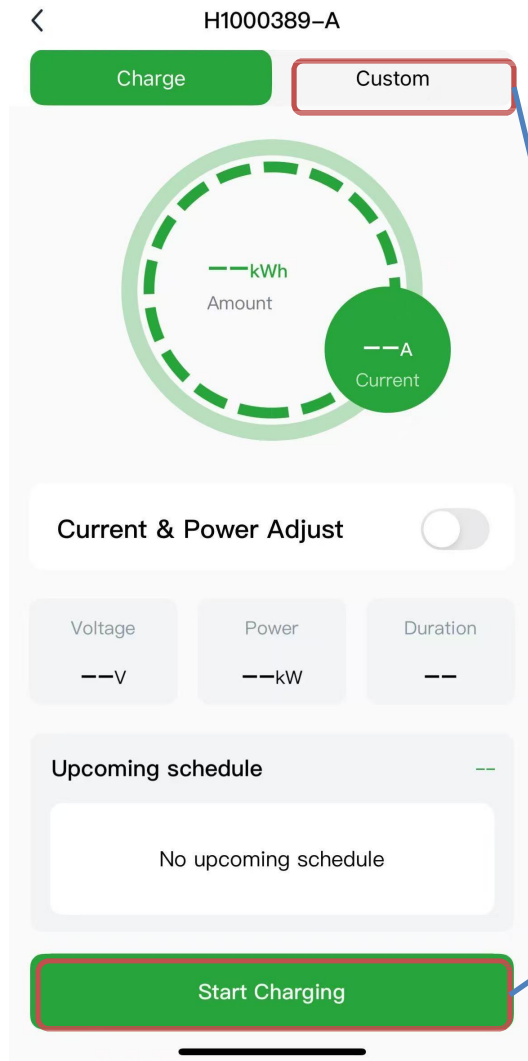 H1000389-A
Charge Custom
--kWh
Amount
--A
Current
Current & Power Adjust
Voltage Power Duration
--V --kW --
Upcoming schedule --
No upcoming schedule
Start Charging